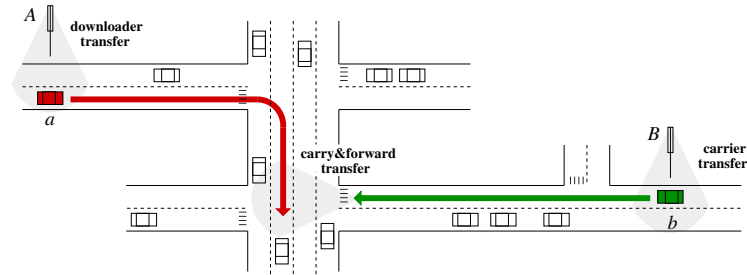 A
downloader
transfer
a
carry&forward
transfer
B
carrier
transfer
b